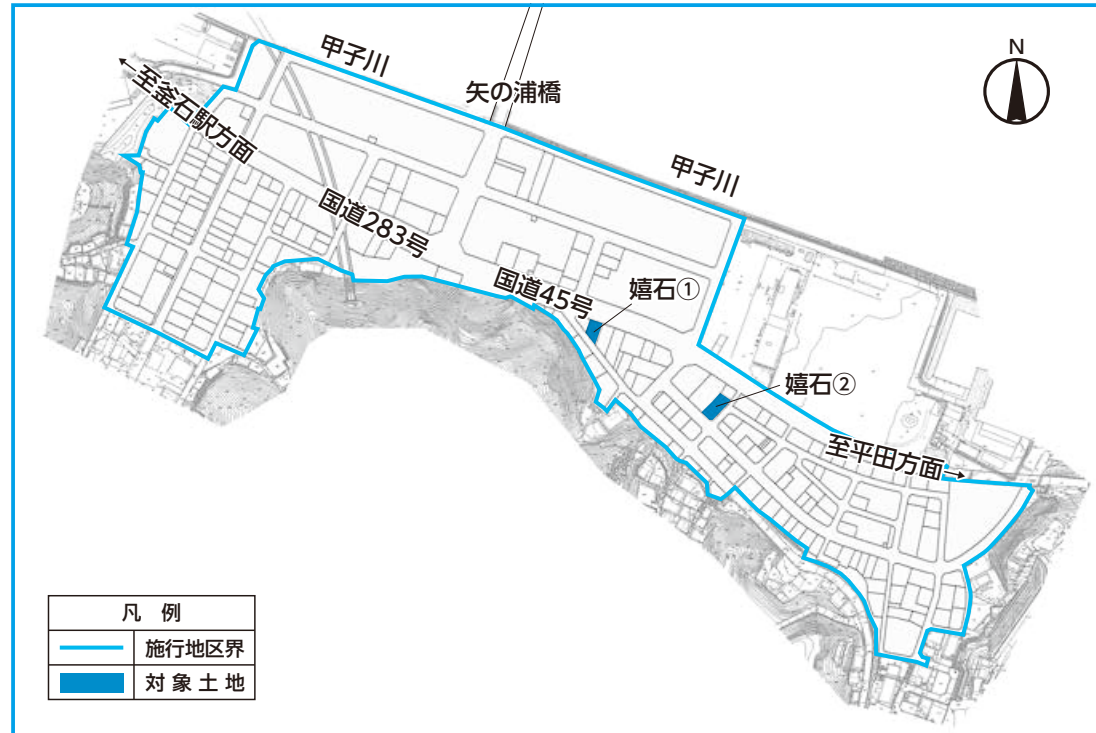 N
甲子川
矢の浦橋
←至釜石駅方面
甲子川
国道283号
国道45号
嬉石①
嬉石②
至平田方面→
凡 例
施行地区界
対 象 土 地